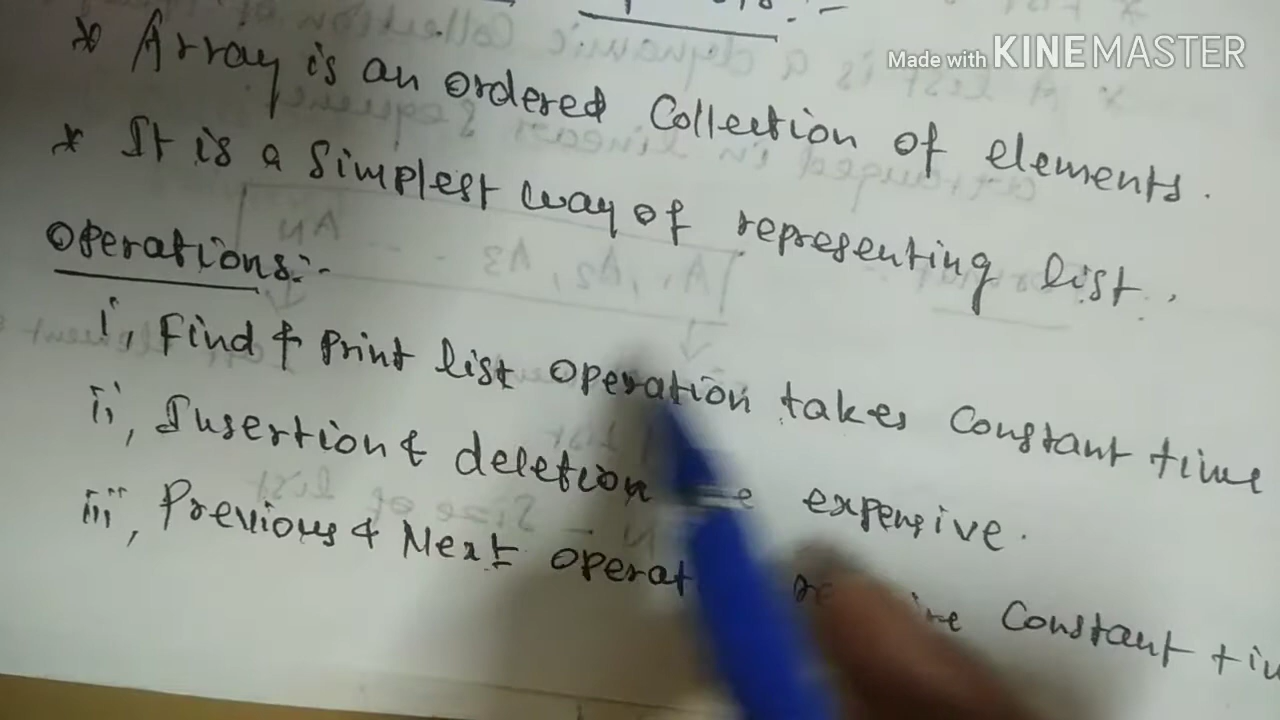 Made with KINEMASTER
* Array is an ordered Collection of elements.
* It is a Simplest way of representing list.
Operations:-
i, Find & Print list operation takes Constant time
ii, Insertion & deletion expensive.
iii, Previous & Next Constant